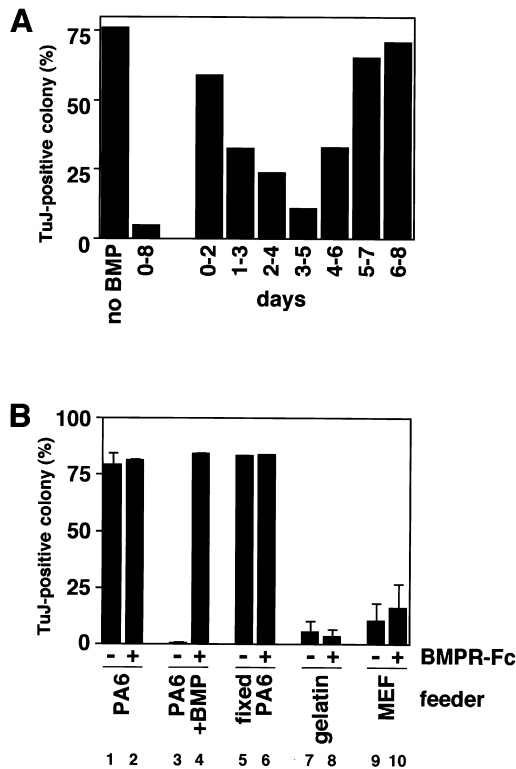 A
TuJ-positive colony (%)
75
50
25
0
no BMP 0-8 0-2 1-3 2-4 3-5 4-6 5-7 6-8
days
B
TuJ-positive colony (%)
100
75
50
25
0
- + - + - + - + - + BMPR-Fc
PA6 PA6 +BMP fixed PA6 gelatin MEF feeder
1 2 3 4 5 6 7 8 9 10